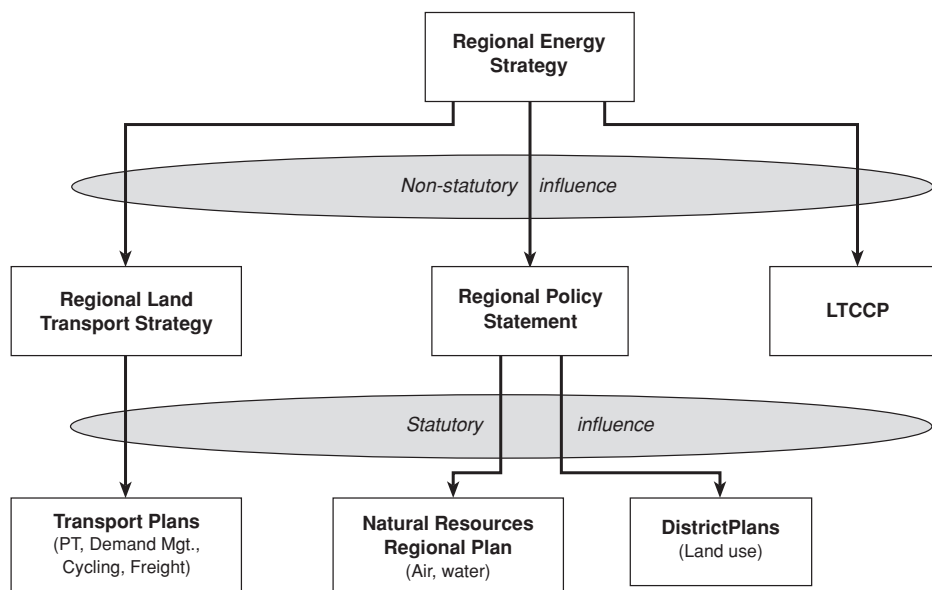 Regional Energy
Strategy
Non-statutory influence
Regional Land
Transport Strategy
Regional Policy
Statement
LTCCP
Statutory influence
Transport Plans
(PT, Demand Mgt.,
Cycling, Freight)
Natural Resources
Regional Plan
(Air, water)
DistrictPlans
(Land use)